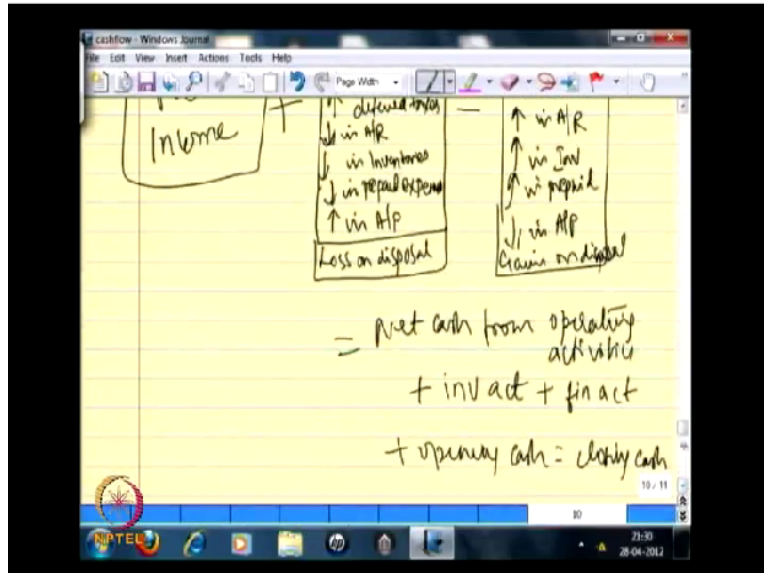 cashflow - Windows Journal
File Edit View Insert Actions Tools Help
Page Width
Income +
↑ deferred taxes
↓ in A/R
↓ in Inventories
↓ in prepaid expense
↑ in A/P
Loss on disposal
—
↑ in A/R
↑ in Inv
↑ in prepaid
↓ in A/P
Gain on disposal
= Net cash from operating
activities
+ inv act + fin act
+ opening cash = closing cash
10 / 11
10
NPTEL
hp
21:30
28-04-2012